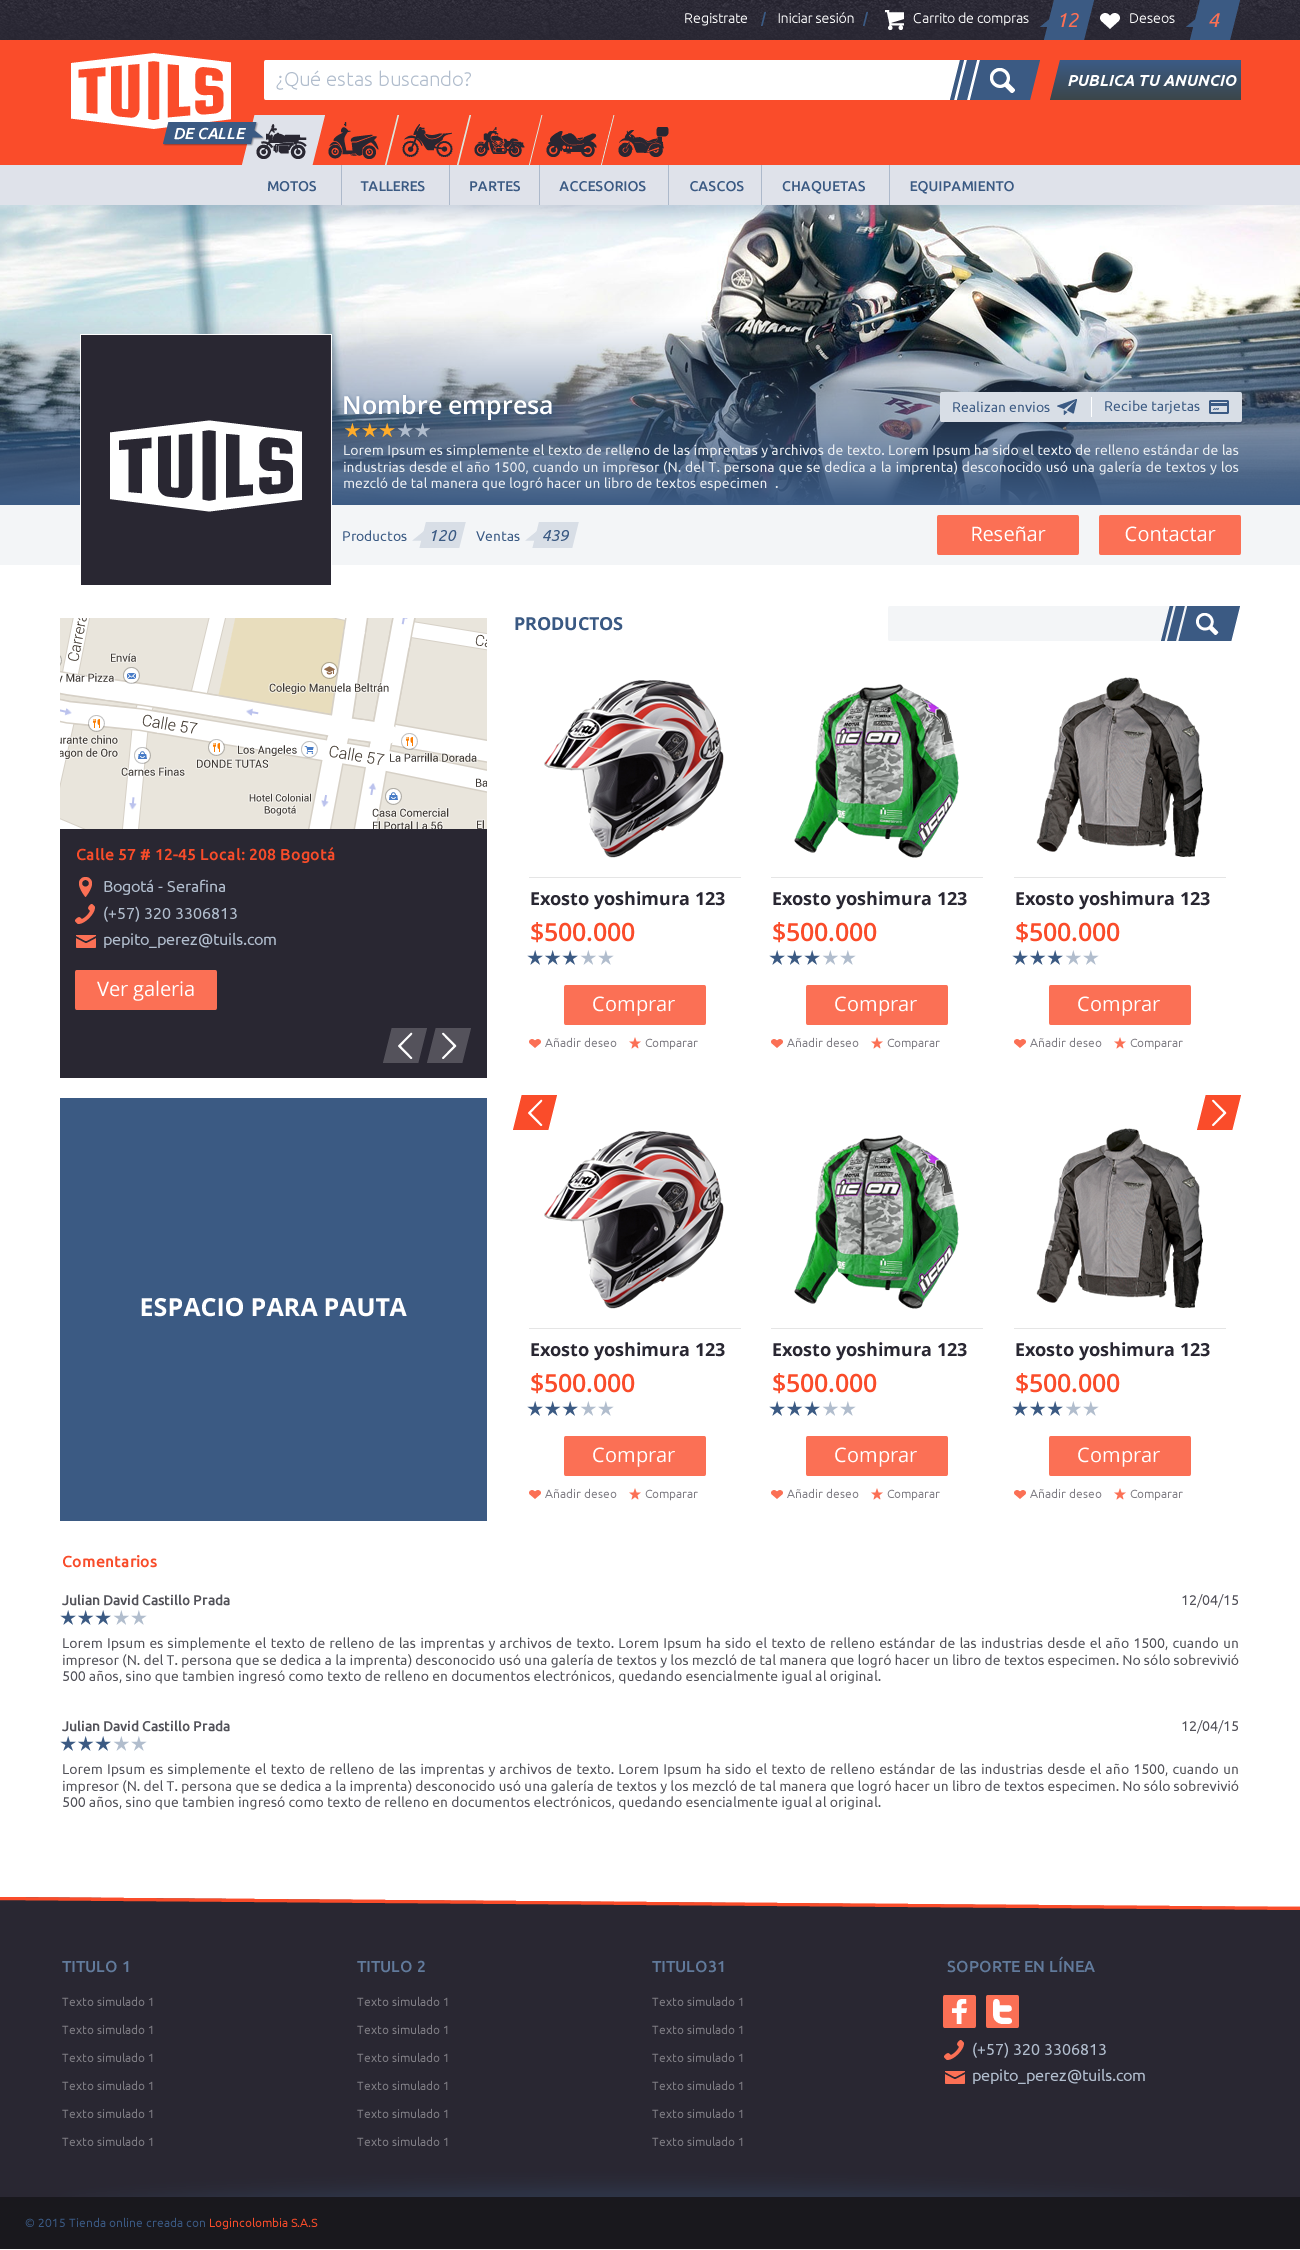 Registrate / Iniciar sesión / Carrito de compras 12 Deseos 4
TUILS
DE CALLE
¿Qué estas buscando?
PUBLICA TU ANUNCIO
MOTOS TALLERES PARTES ACCESORIOS CASCOS CHAQUETAS EQUIPAMIENTO
YAMAHA
R1
TUILS
Nombre empresa
Realizan envios Recibe tarjetas
Lorem Ipsum es simplemente el texto de relleno de las imprentas y archivos de texto. Lorem Ipsum ha sido el texto de relleno estándar de las
industrias desde el año 1500, cuando un impresor (N. del T. persona que se dedica a la imprenta) desconocido usó una galería de textos y los
mezcló de tal manera que logró hacer un libro de textos especimen .
Productos 120 Ventas 439
Reseñar
Contactar
Carrera
Envía
y Mar Pizza
Colegio Manuela Beltrán
Ca
Calle 57
urante chino
agon de Oro
Los Angeles
DONDE TUTAS
Calle 57
La Parrilla Dorada
Carnes Finas
Ba
Hotel Colonial
Bogotá
Casa Comercial
El Portal La 56
El
Calle 57 # 12-45 Local: 208 Bogotá
Bogotá - Serafina
(+57) 320 3306813
pepito_perez@tuils.com
Ver galeria
ESPACIO PARA PAUTA
PRODUCTOS
Arai
Arai
icon
icon
Exosto yoshimura 123 Exosto yoshimura 123 Exosto yoshimura 123
$500.000 $500.000 $500.000
Comprar Comprar Comprar
Añadir deseo Comparar Añadir deseo Comparar Añadir deseo Comparar
Arai
Arai
icon
icon
Exosto yoshimura 123 Exosto yoshimura 123 Exosto yoshimura 123
$500.000 $500.000 $500.000
Comprar Comprar Comprar
Añadir deseo Comparar Añadir deseo Comparar Añadir deseo Comparar
Comentarios
Julian David Castillo Prada 12/04/15
Lorem Ipsum es simplemente el texto de relleno de las imprentas y archivos de texto. Lorem Ipsum ha sido el texto de relleno estándar de las industrias desde el año 1500, cuando un
impresor (N. del T. persona que se dedica a la imprenta) desconocido usó una galería de textos y los mezcló de tal manera que logró hacer un libro de textos especimen. No sólo sobrevivió
500 años, sino que tambien ingresó como texto de relleno en documentos electrónicos, quedando esencialmente igual al original.
Julian David Castillo Prada 12/04/15
Lorem Ipsum es simplemente el texto de relleno de las imprentas y archivos de texto. Lorem Ipsum ha sido el texto de relleno estándar de las industrias desde el año 1500, cuando un
impresor (N. del T. persona que se dedica a la imprenta) desconocido usó una galería de textos y los mezcló de tal manera que logró hacer un libro de textos especimen. No sólo sobrevivió
500 años, sino que tambien ingresó como texto de relleno en documentos electrónicos, quedando esencialmente igual al original.
TITULO 1 TITULO 2 TITULO31 SOPORTE EN LÍNEA
Texto simulado 1 Texto simulado 1 Texto simulado 1
Texto simulado 1 Texto simulado 1 Texto simulado 1
Texto simulado 1 Texto simulado 1 Texto simulado 1
Texto simulado 1 Texto simulado 1 Texto simulado 1
Texto simulado 1 Texto simulado 1 Texto simulado 1
Texto simulado 1 Texto simulado 1 Texto simulado 1
(+57) 320 3306813
pepito_perez@tuils.com
© 2015 Tienda online creada con Logincolombia S.A.S